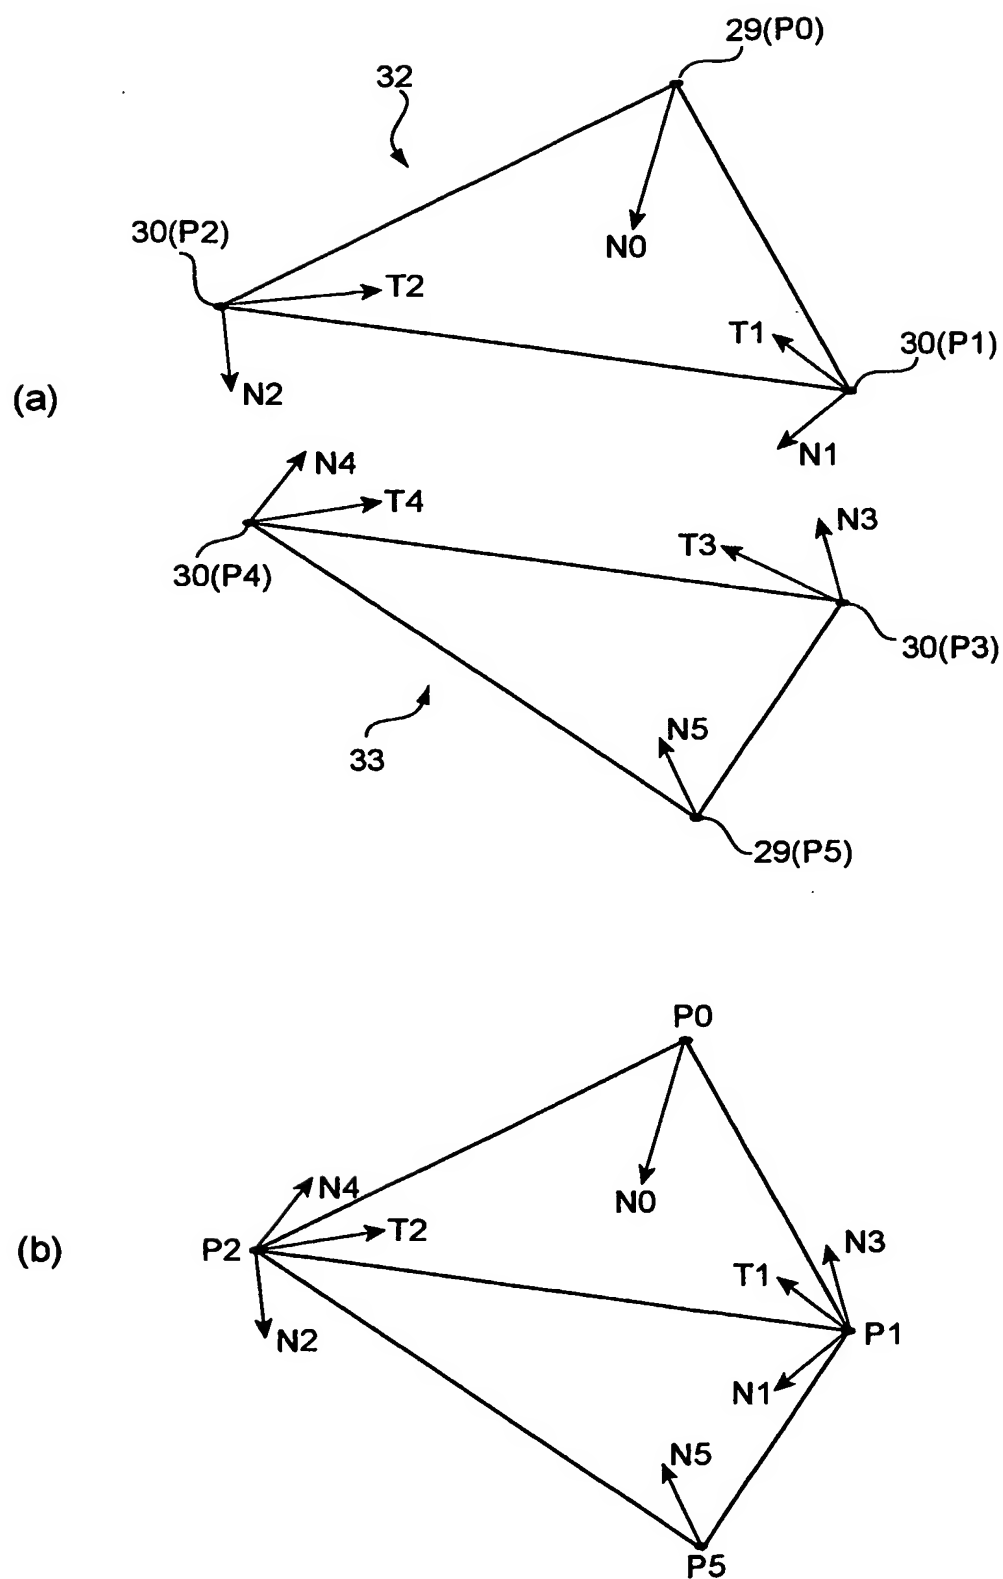 29(P0)
32
30(P2)
T2
N0
T1
30(P1)
N2
(a)
N1
N4
T4
N3
T3
30(P4)
30(P3)
N5
33
29(P5)
P0
N4
N0
T2
(b)
P2
N3
T1
P1
N2
N1
N5
P5